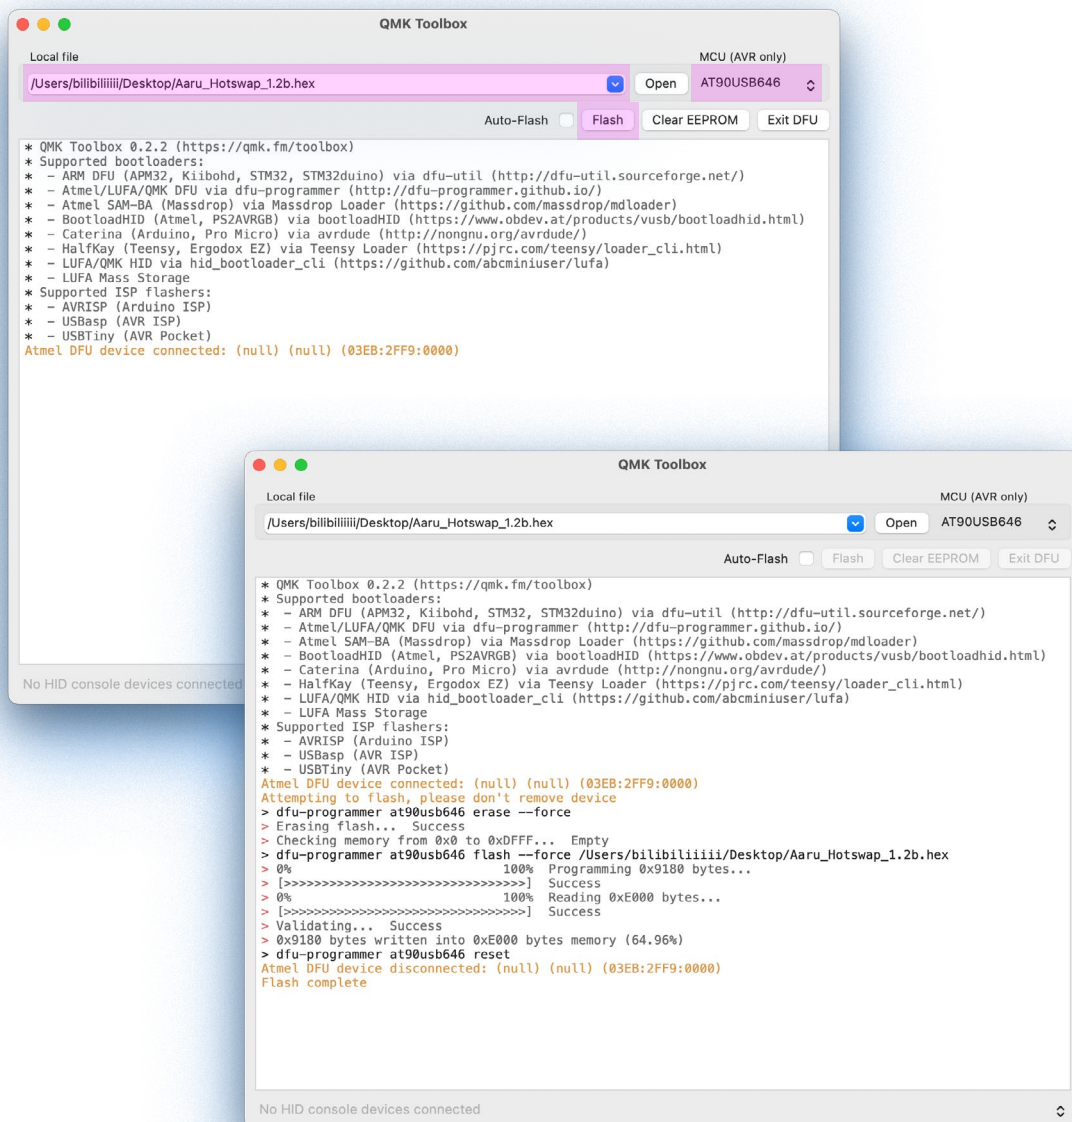 QMK Toolbox
Local file
MCU (AVR only)
/Users/bilibiliiiii/Desktop/Aaru_Hotswap_1.2b.hex
Open
AT90USB646
Auto-Flash
Flash
Clear EEPROM
Exit DFU
* QMK Toolbox 0.2.2 (https://qmk.fm/toolbox)
* Supported bootloaders:
*  – ARM DFU (APM32, Kiibohd, STM32, STM32duino) via dfu-util (http://dfu-util.sourceforge.net/)
*  – Atmel/LUFA/QMK DFU via dfu-programmer (http://dfu-programmer.github.io/)
*  – Atmel SAM-BA (Massdrop) via Massdrop Loader (https://github.com/massdrop/mdloader)
*  – BootloadHID (Atmel, PS2AVRGB) via bootloadHID (https://www.obdev.at/products/vusb/bootloadhid.html)
*  – Caterina (Arduino, Pro Micro) via avrdude (http://nongnu.org/avrdude/)
*  – HalfKay (Teensy, Ergodox EZ) via Teensy Loader (https://pjrc.com/teensy/loader_cli.html)
*  – LUFA/QMK HID via hid_bootloader_cli (https://github.com/abcminiuser/lufa)
*  – LUFA Mass Storage
* Supported ISP flashers:
*  – AVRISP (Arduino ISP)
*  – USBasp (AVR ISP)
*  – USBTiny (AVR Pocket)
Atmel DFU device connected: (null) (null) (03EB:2FF9:0000)
No HID console devices connected
QMK Toolbox
Local file
MCU (AVR only)
/Users/bilibiliiiii/Desktop/Aaru_Hotswap_1.2b.hex
Open
AT90USB646
Auto-Flash
Flash
Clear EEPROM
Exit DFU
* QMK Toolbox 0.2.2 (https://qmk.fm/toolbox)
* Supported bootloaders:
*  – ARM DFU (APM32, Kiibohd, STM32, STM32duino) via dfu-util (http://dfu-util.sourceforge.net/)
*  – Atmel/LUFA/QMK DFU via dfu-programmer (http://dfu-programmer.github.io/)
*  – Atmel SAM-BA (Massdrop) via Massdrop Loader (https://github.com/massdrop/mdloader)
*  – BootloadHID (Atmel, PS2AVRGB) via bootloadHID (https://www.obdev.at/products/vusb/bootloadhid.html)
*  – Caterina (Arduino, Pro Micro) via avrdude (http://nongnu.org/avrdude/)
*  – HalfKay (Teensy, Ergodox EZ) via Teensy Loader (https://pjrc.com/teensy/loader_cli.html)
*  – LUFA/QMK HID via hid_bootloader_cli (https://github.com/abcminiuser/lufa)
*  – LUFA Mass Storage
* Supported ISP flashers:
*  – AVRISP (Arduino ISP)
*  – USBasp (AVR ISP)
*  – USBTiny (AVR Pocket)
Atmel DFU device connected: (null) (null) (03EB:2FF9:0000)
Attempting to flash, please don't remove device
> dfu-programmer at90usb646 erase --force
> Erasing flash...  Success
> Checking memory from 0x0 to 0xDFFF...  Empty
> dfu-programmer at90usb646 flash --force /Users/bilibiliiiii/Desktop/Aaru_Hotswap_1.2b.hex
> 0%                            100%  Programming 0x9180 bytes...
> [>>>>>>>>>>>>>>>>>>>>>>>>>>>>>>>>]  Success
> 0%                            100%  Reading 0xE000 bytes...
> [>>>>>>>>>>>>>>>>>>>>>>>>>>>>>>>>]  Success
> Validating...  Success
> 0x9180 bytes written into 0xE000 bytes memory (64.96%)
> dfu-programmer at90usb646 reset
Atmel DFU device disconnected: (null) (null) (03EB:2FF9:0000)
Flash complete
No HID console devices connected